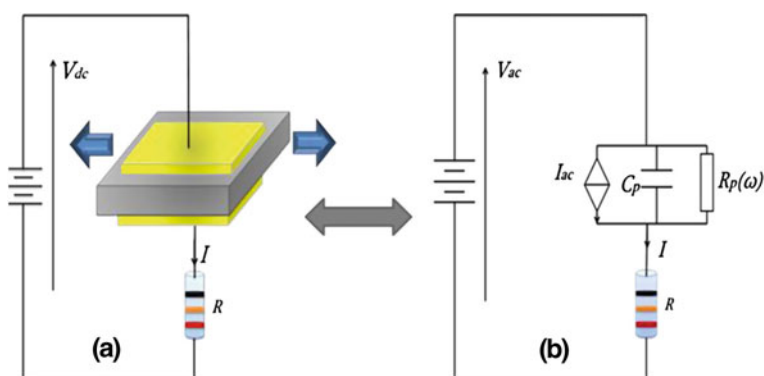 V_dc
I
R
(a)
V_ac
I_ac
C_p
R_p(ω)
I
R
(b)